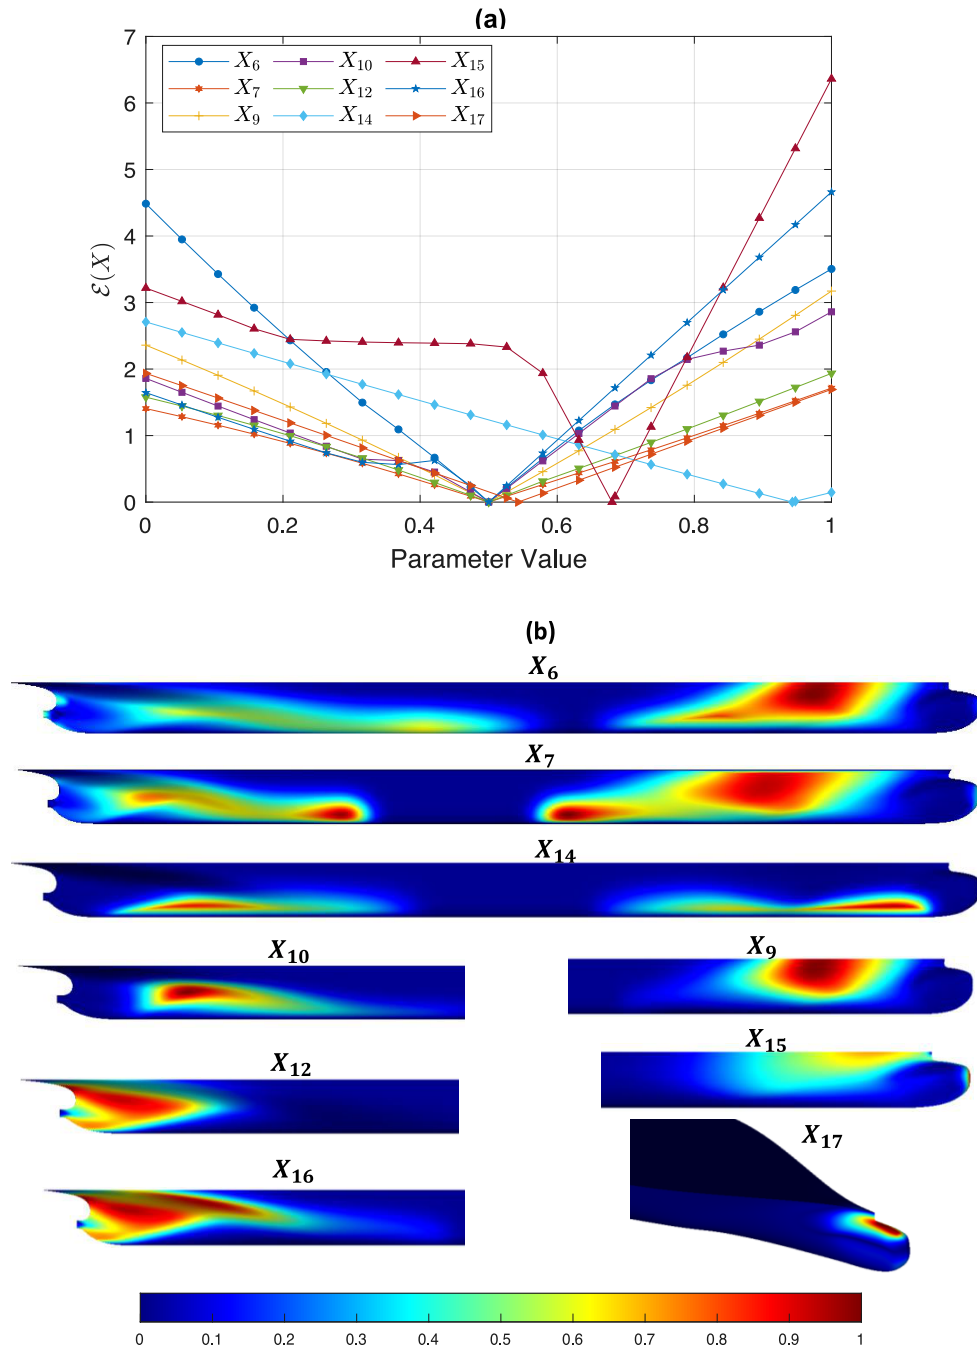 (a)
7
6
5
4
3
2
1
0
ℰ(X)
X₆ X₁₀ X₁₅
X₇ X₁₂ X₁₆
X₉ X₁₄ X₁₇
0 0.2 0.4 0.6 0.8 1
Parameter Value
(b)
X₆
X₇
X₁₄
X₁₀ X₉
X₁₅
X₁₂
X₁₇
X₁₆
0 0.1 0.2 0.3 0.4 0.5 0.6 0.7 0.8 0.9 1